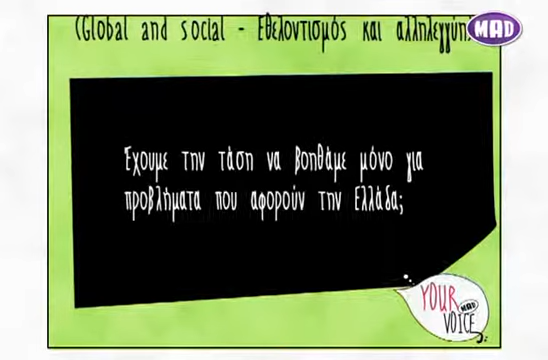 (Global and social - Εθελοντισμός και αλληλεγγύη
MAD
Έχουμε την τάση να βοηθάμε μόνο για
προβλήματα που αφορούν την Ελλάδα;
YOUR
MAD
VOICE